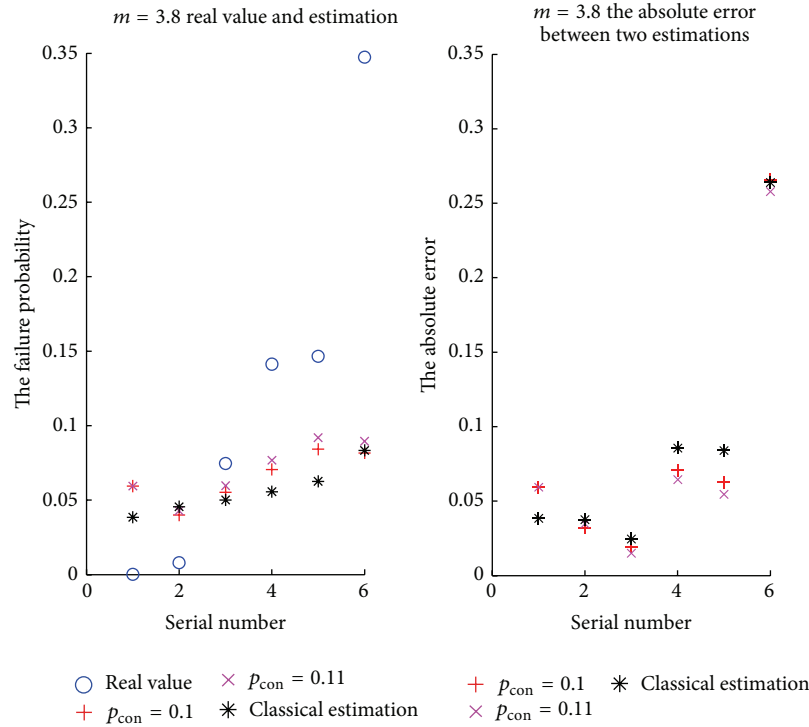 m = 3.8 real value and estimation
0.35
0.3
0.25
0.2
0.15
0.1
0.05
0
The failure probability
0 2 4 6
Serial number
Real value
p_con = 0.1
p_con = 0.11
Classical estimation
m = 3.8 the absolute error
between two estimations
0.35
0.3
0.25
0.2
0.15
0.1
0.05
0
The absolute error
0 2 4 6
Serial number
p_con = 0.1
p_con = 0.11
Classical estimation